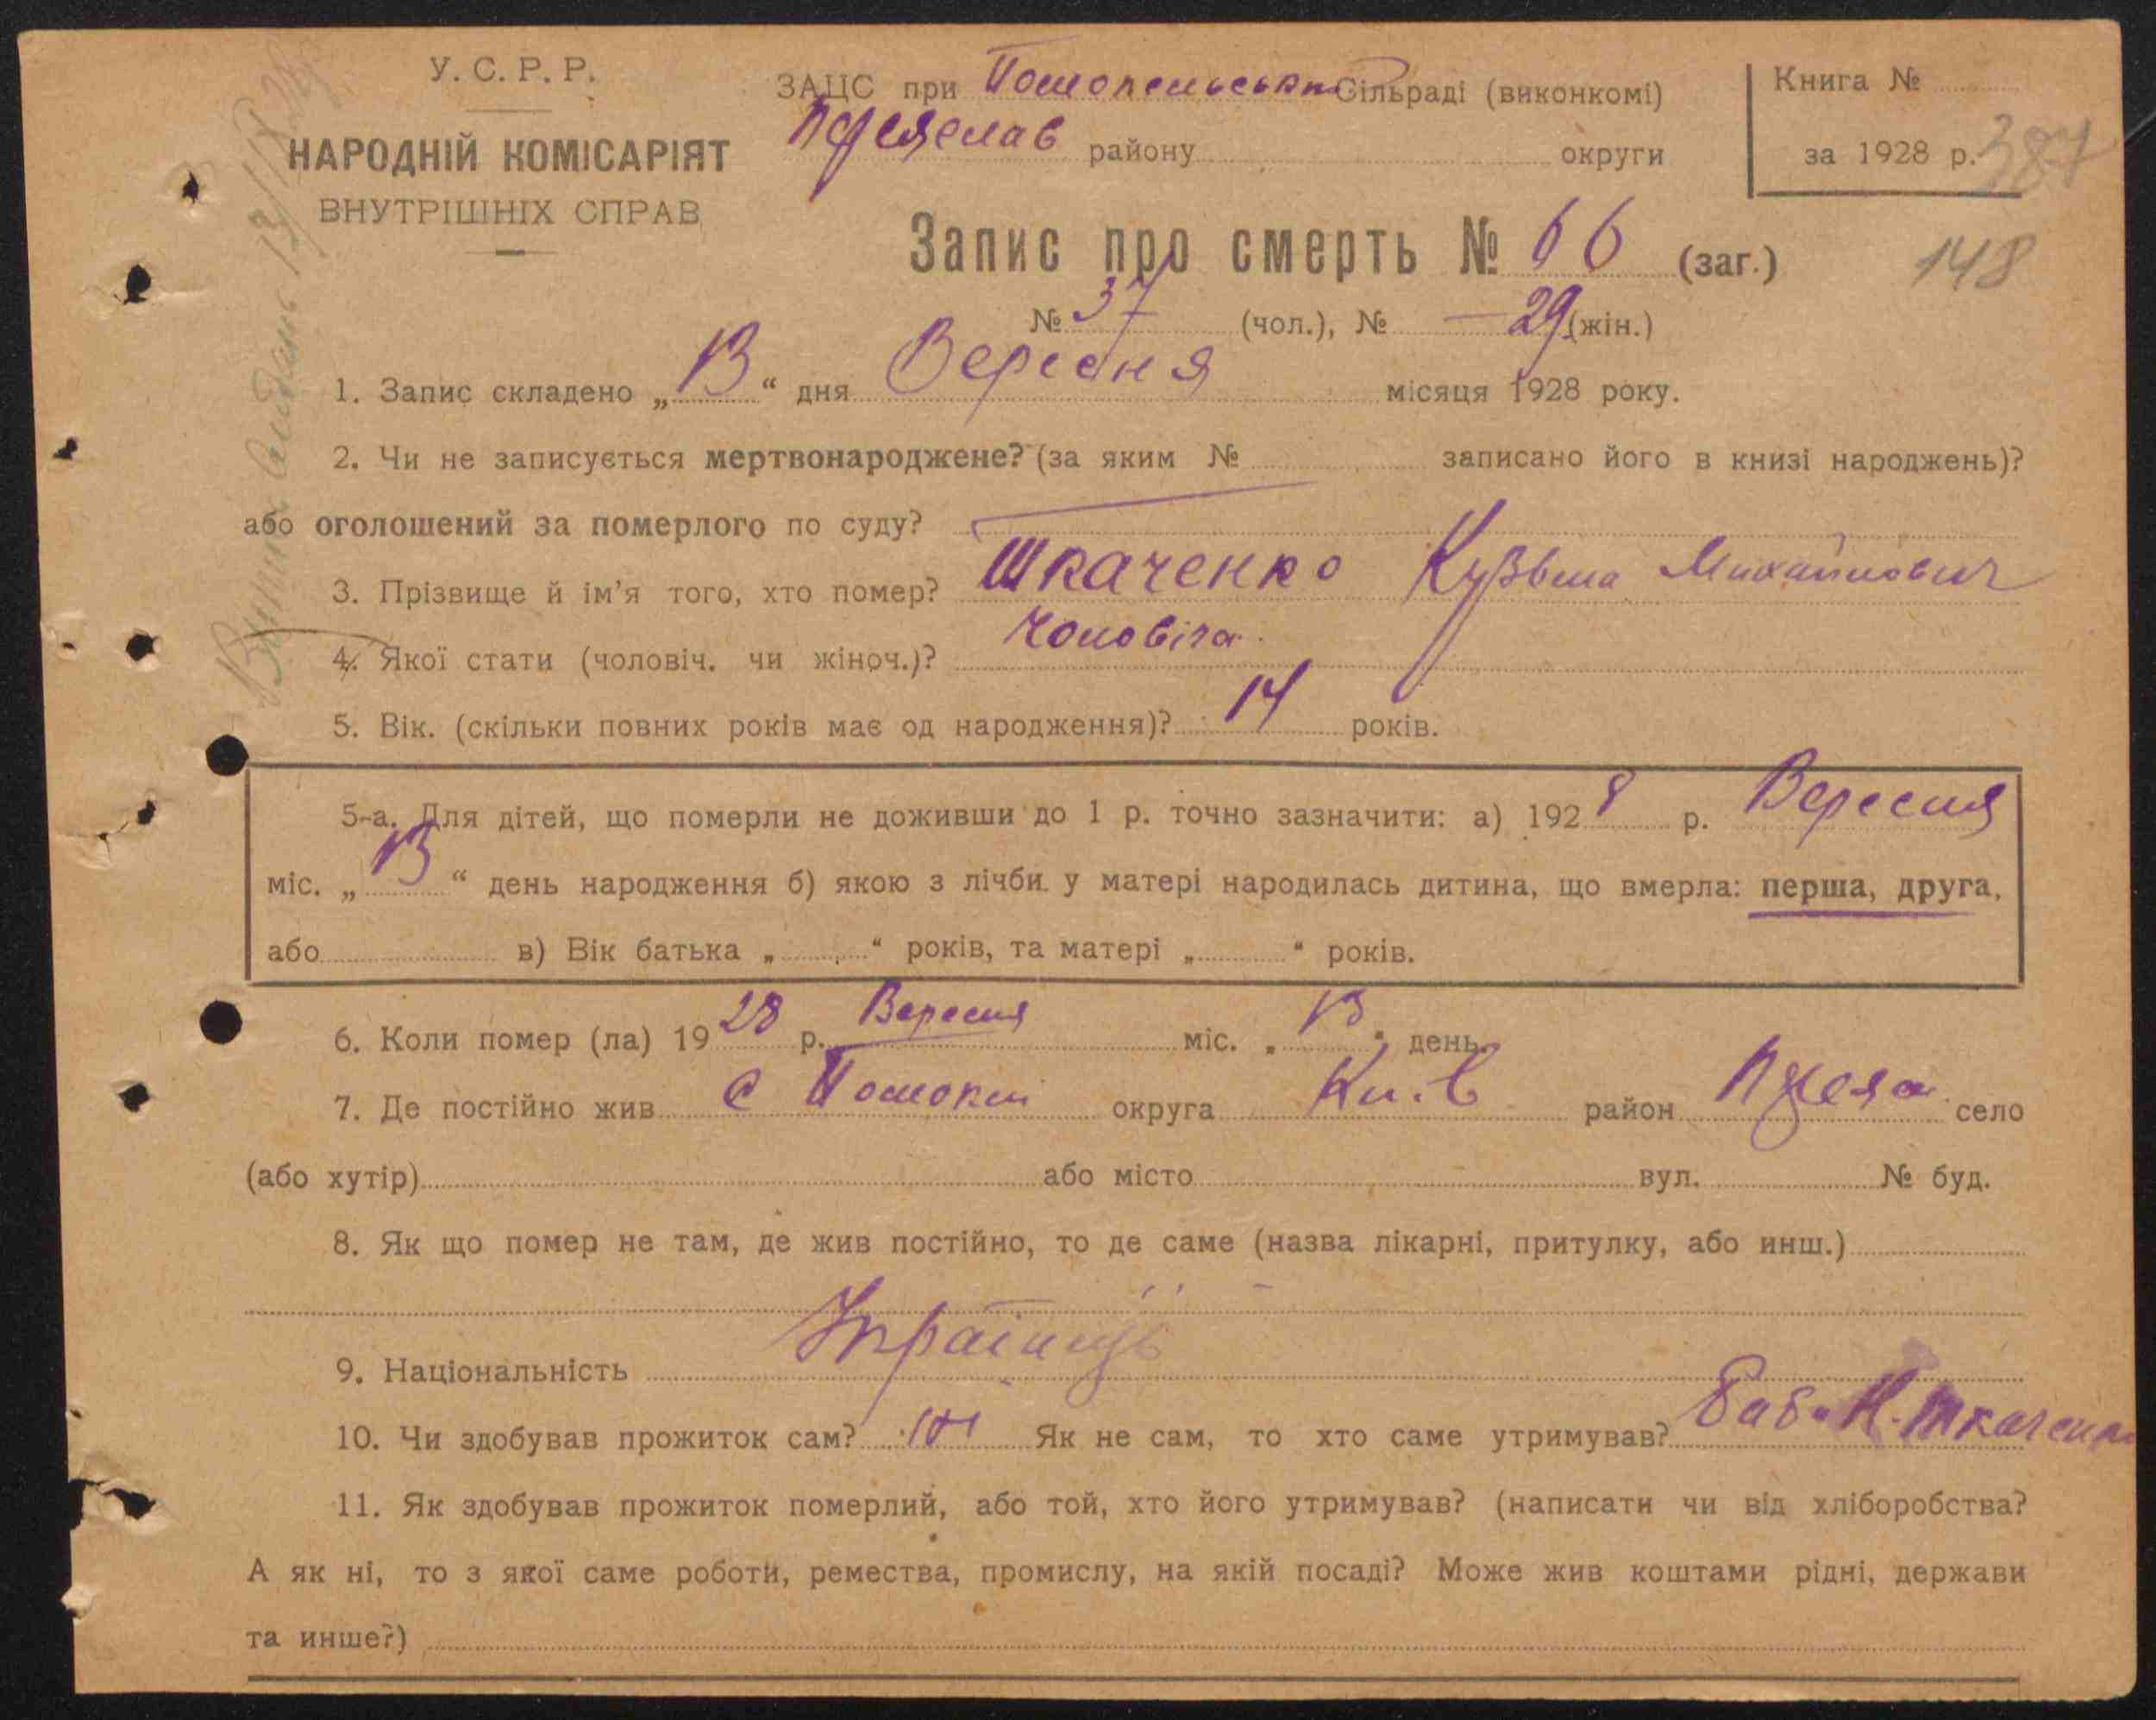 У. С. Р. Р.
НАРОДНІЙ КОМІСАРІЯТ
ВНУТРІШНІХ СПРАВ
ЗАЦС при Сільраді (виконкомі)
Переяслав району округи
Книга №
за 1928 р.
387
148
Запис про смерть № 66 (заг.)
№ 37 (чол.), № — 29 (жін.)
1. Запис складено „ 13 “ дня Вересня місяця 1928 року.
2. Чи не записується мертвонароджене? (за яким № записано його в книзі народжень)?
або оголошений за померлого по суду?
3. Прізвище й ім'я того, хто помер? Ткаченко Кузьма Михайлович
4. Якої стати (чоловіч. чи жіноч.)? Чоловіча
5. Вік. (скільки повних років має од народження)? 14 років.
5-а. Для дітей, що померли не доживши до 1 р. точно зазначити: а) 1928 р. Вересня
міс. „ 13 “ день народження б) якою з лічби у матері народилась дитина, що вмерла: перша, друга,
або в) Вік батька „ “ років, та матері „ “ років.
6. Коли помер (ла) 1928 р. Вересня міс. „ 13 “ день.
7. Де постійно жив с Потоки округа Київ район село
(або хутір) або місто вул. № буд.
8. Як що помер не там, де жив постійно, то де саме (назва лікарні, притулку, або инш.)
9. Національність Українець
10. Чи здобував прожиток сам? ні Як не сам, то хто саме утримував? Ткаченко
11. Як здобував прожиток померлий, або той, хто його утримував? (написати чи від хліборобства?
А як ні, то з якої саме роботи, ремества, промислу, на якій посаді? Може жив коштами рідні, держави
та инше?)